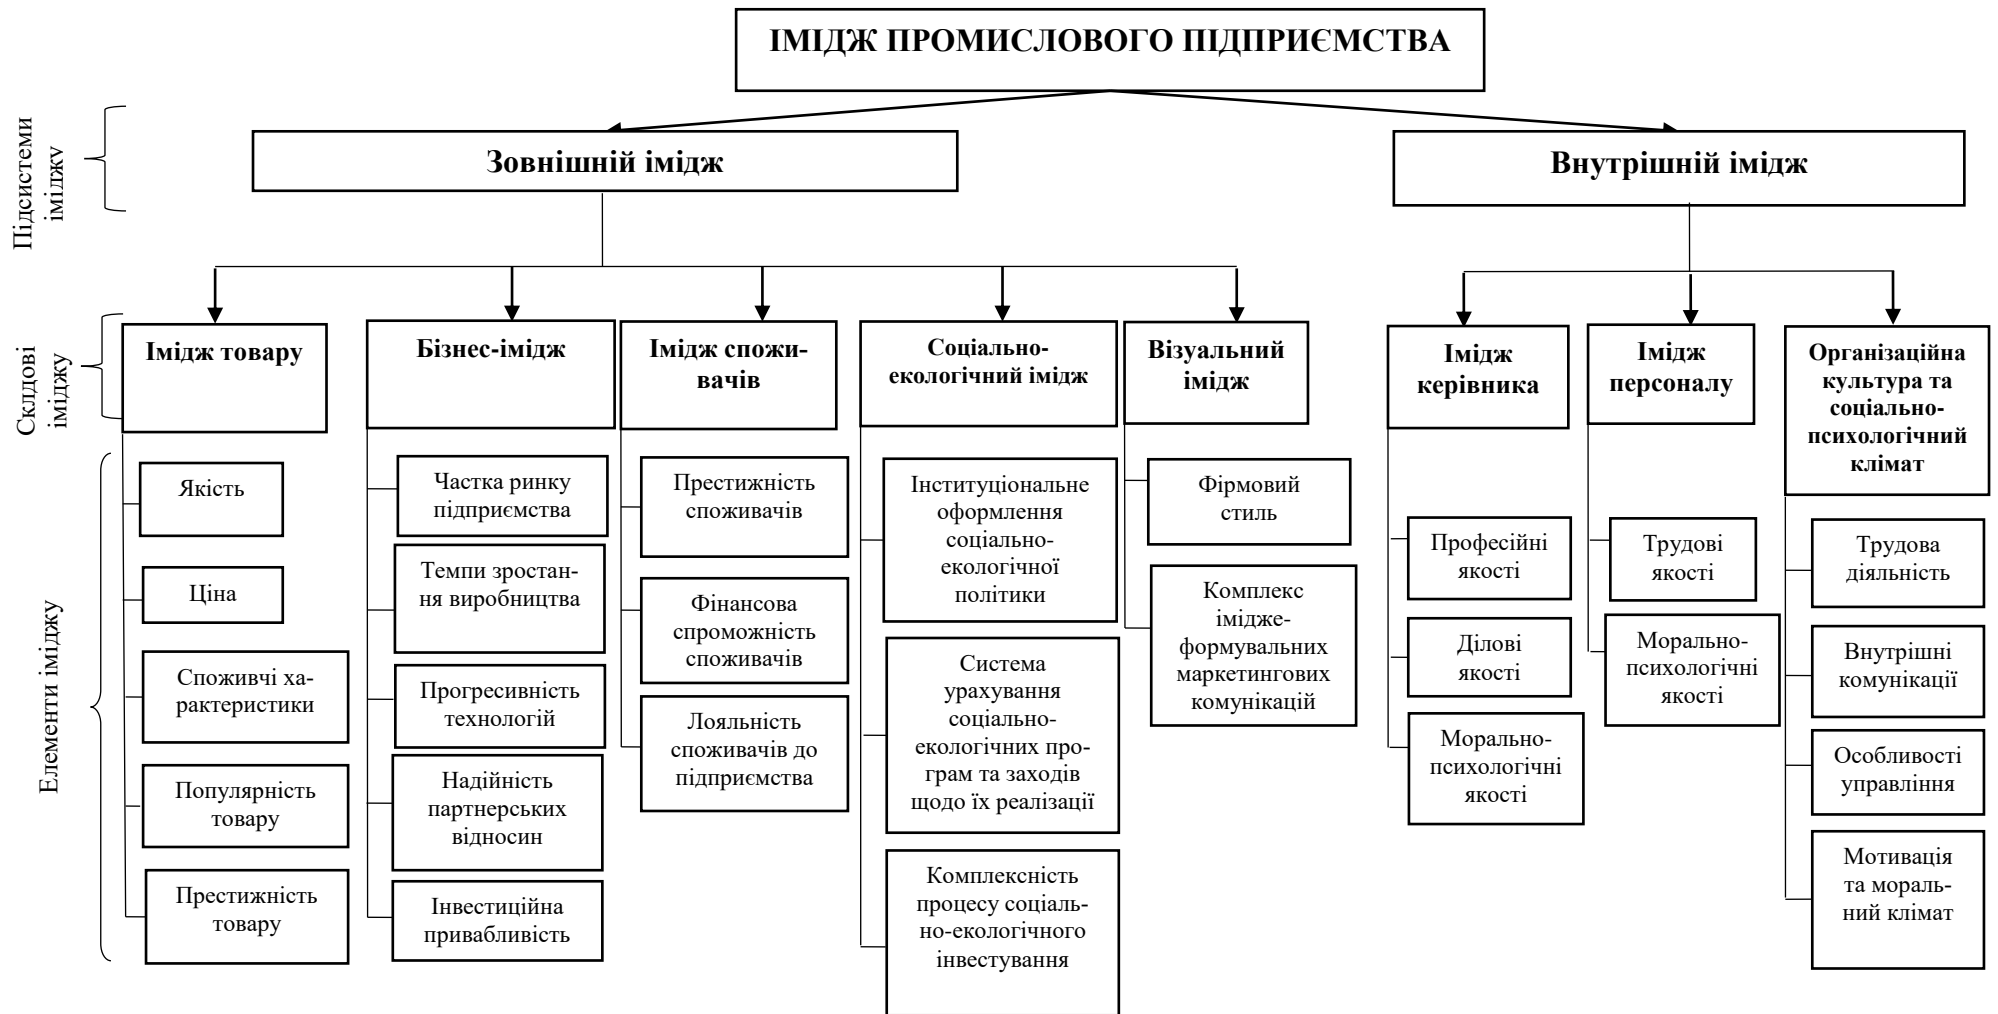 ІМІДЖ ПРОМИСЛОВОГО ПІДПРИЄМСТВА
Підсистеми
іміджу
Зовнішній імідж
Внутрішній імідж
Склдові
іміджу
Імідж товару
Бізнес-імідж
Імідж спожи-
вачів
Соціально-
екологічний імідж
Візуальний
імідж
Імідж
керівника
Імідж
персоналу
Організаційна
культура та
соціально-
психологічний
клімат
Елементи іміджу
Якість
Ціна
Споживчі ха-
рактеристики
Популярність
товару
Престижність
товару
Частка ринку
підприємства
Темпи зростан-
ня виробництва
Прогресивність
технологій
Надійність
партнерських
відносин
Інвестиційна
привабливість
Престижність
споживачів
Фінансова
спроможність
споживачів
Лояльність
споживачів до
підприємства
Інституціональне
оформлення
соціально-
екологічної
політики
Система
урахування
соціально-
екологічних про-
грам та заходів
щодо їх реалізації
Комплексність
процесу соціаль-
но-екологічного
інвестування
Фірмовий
стиль
Комплекс
імідже-
формувальних
маркетингових
комунікацій
Професійні
якості
Ділові
якості
Морально-
психологічні
якості
Трудові
якості
Морально-
психологічні
якості
Трудова
діяльність
Внутрішні
комунікації
Особливості
управління
Мотивація
та мораль-
ний клімат